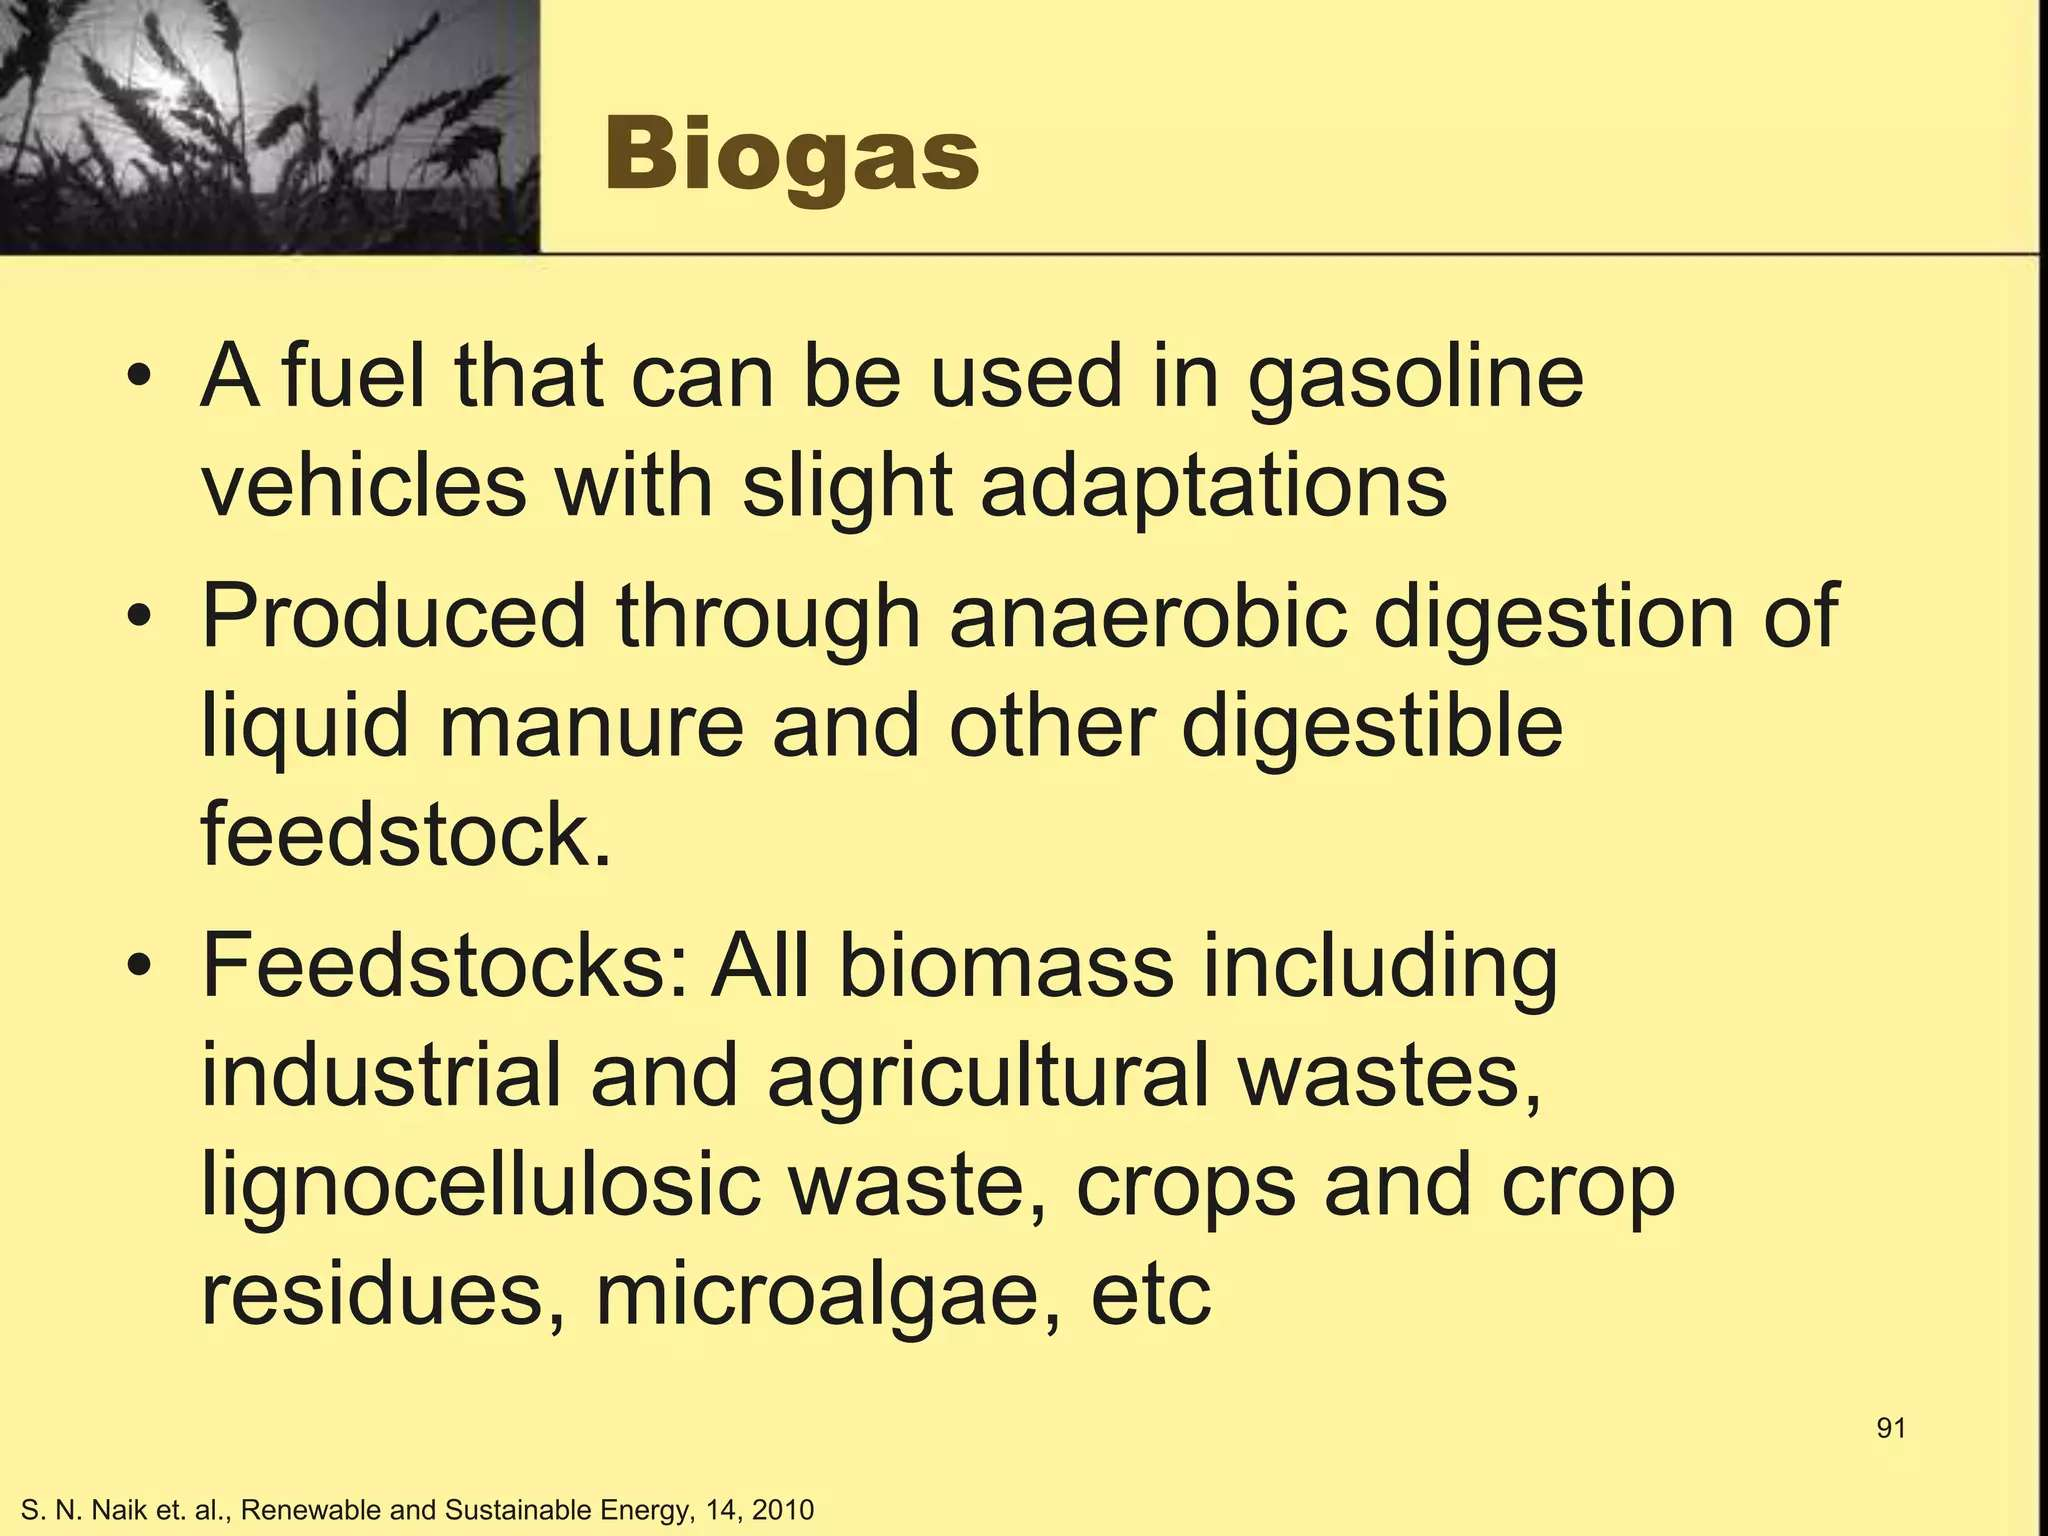 Biogas
• A fuel that can be used in gasoline
vehicles with slight adaptations
• Produced through anaerobic digestion of
liquid manure and other digestible
feedstock.
• Feedstocks: All biomass including
industrial and agricultural wastes,
lignocellulosic waste, crops and crop
residues, microalgae, etc
91
S. N. Naik et. al., Renewable and Sustainable Energy, 14, 2010